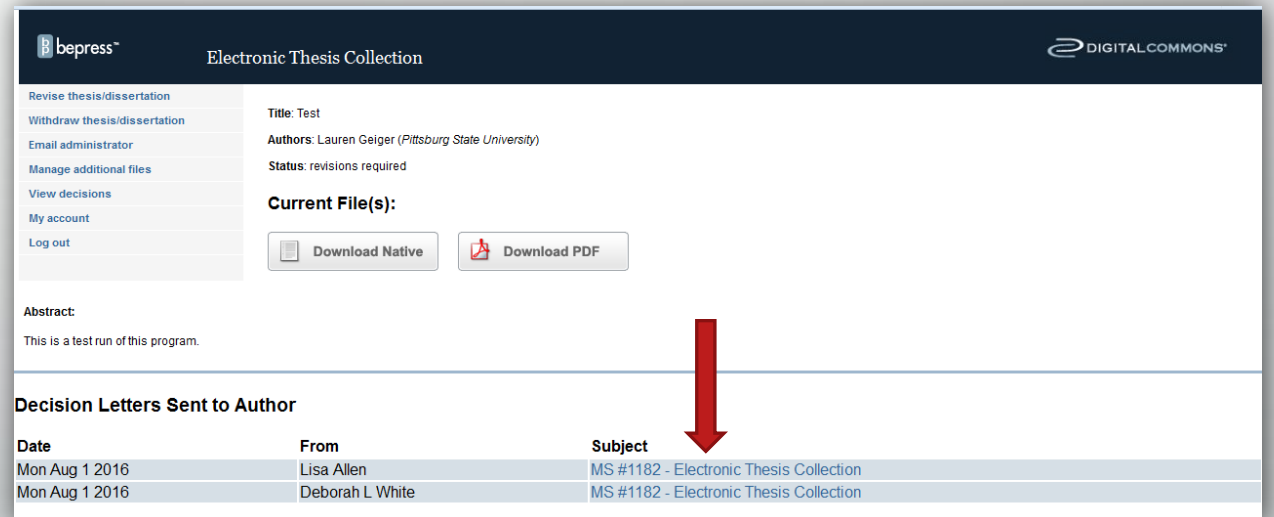 bepress™
Electronic Thesis Collection
DIGITALCOMMONS®
Revise thesis/dissertation
Withdraw thesis/dissertation
Email administrator
Manage additional files
View decisions
My account
Log out
Title: Test
Authors: Lauren Geiger (Pittsburg State University)
Status: revisions required
Current File(s):
Download Native Download PDF
Abstract:
This is a test run of this program.
Decision Letters Sent to Author
Date From Subject
Mon Aug 1 2016 Lisa Allen MS #1182 - Electronic Thesis Collection
Mon Aug 1 2016 Deborah L White MS #1182 - Electronic Thesis Collection